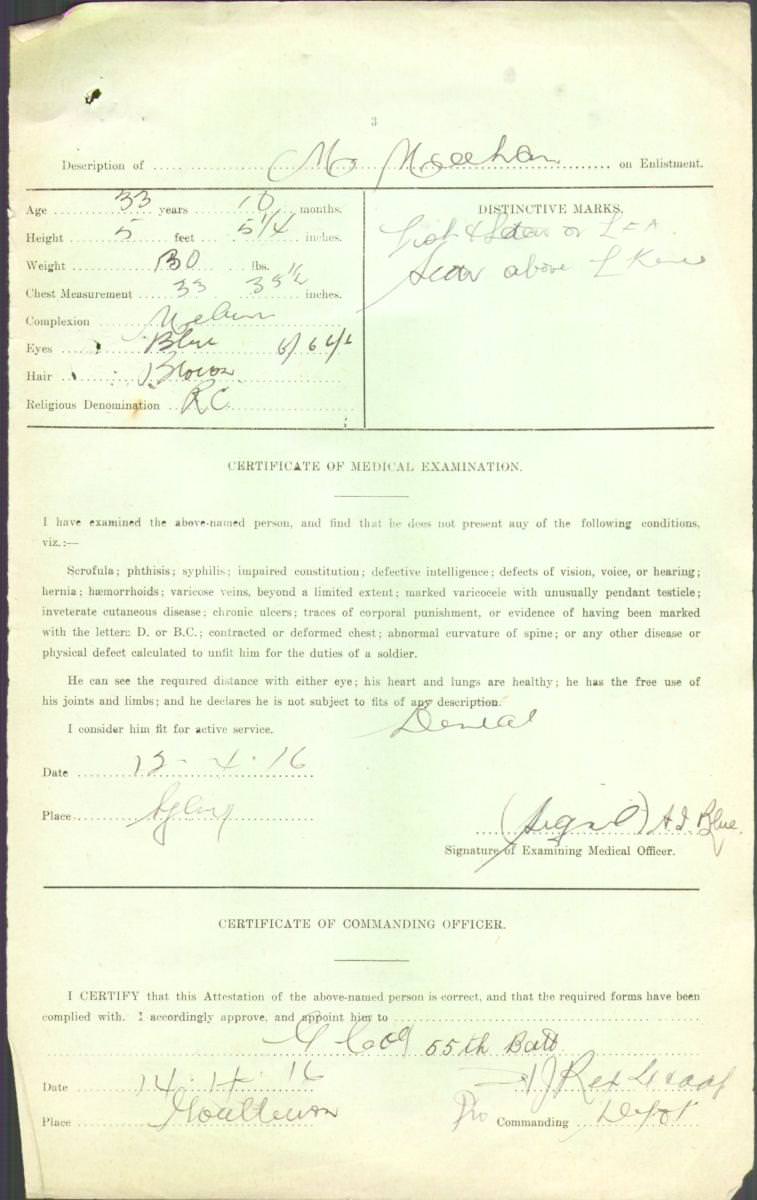 3
Description of M Meehan on Enlistment.
Age 33 years 10 months.
Height 5 feet 5 1/4 inches.
Weight 130 lbs.
Chest Measurement 33 35 1/2 inches.
Complexion Medium
Eyes Blue 6/6 6/6
Hair Brown
Religious Denomination R.C.
DISTINCTIVE MARKS.
Scar above L Knee
CERTIFICATE OF MEDICAL EXAMINATION.
I have examined the above-named person, and find that he does not present any of the following conditions,
viz.:—
Scrofula; phthisis; syphilis; impaired constitution; defective intelligence; defects of vision, voice, or hearing;
hernia; hæmorrhoids; varicose veins, beyond a limited extent; marked varicocele with unusually pendant testicle;
inveterate cutaneous disease; chronic ulcers; traces of corporal punishment, or evidence of having been marked
with the letters D. or B.C.; contracted or deformed chest; abnormal curvature of spine; or any other disease or
physical defect calculated to unfit him for the duties of a soldier.
He can see the required distance with either eye; his heart and lungs are healthy; he has the free use of
his joints and limbs; and he declares he is not subject to fits of any description.
I consider him fit for active service. Dental
Date 12.4.16
Place
(Signed) A.I. Blue.
Signature of Examining Medical Officer.
CERTIFICATE OF COMMANDING OFFICER.
I CERTIFY that this Attestation of the above-named person is correct, and that the required forms have been
complied with. I accordingly approve, and appoint him to
G Coy 55th Batt
Date 14.4.16
Place Goulburn
Commanding Depot